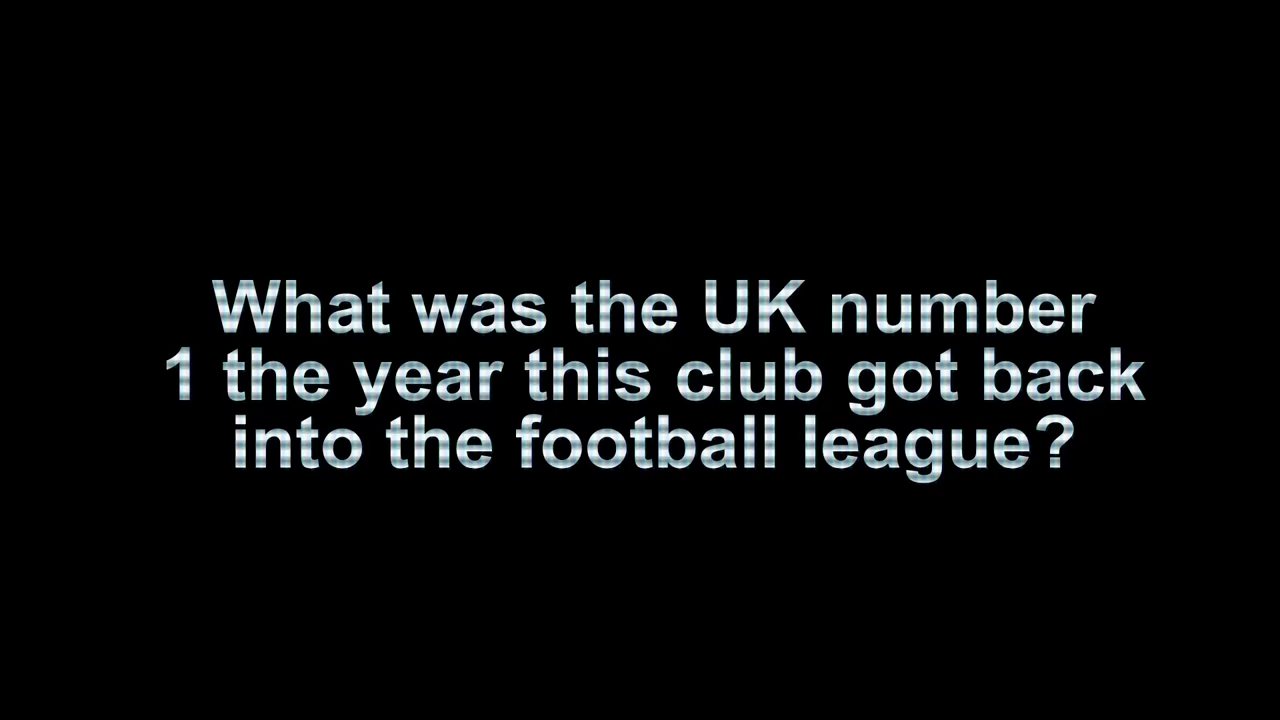 What was the UK number
1 the year this club got back
into the football league?